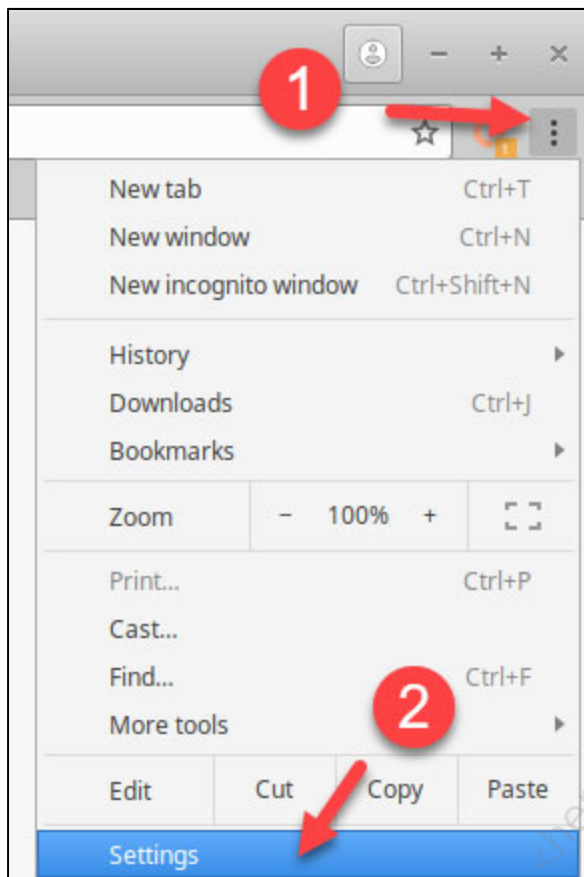 1
1
New tab Ctrl+T
New window Ctrl+N
New incognito window Ctrl+Shift+N
History
Downloads Ctrl+J
Bookmarks
Zoom − 100% +
Print... Ctrl+P
Cast...
Find... Ctrl+F
More tools
2
Edit Cut Copy Paste
Settings